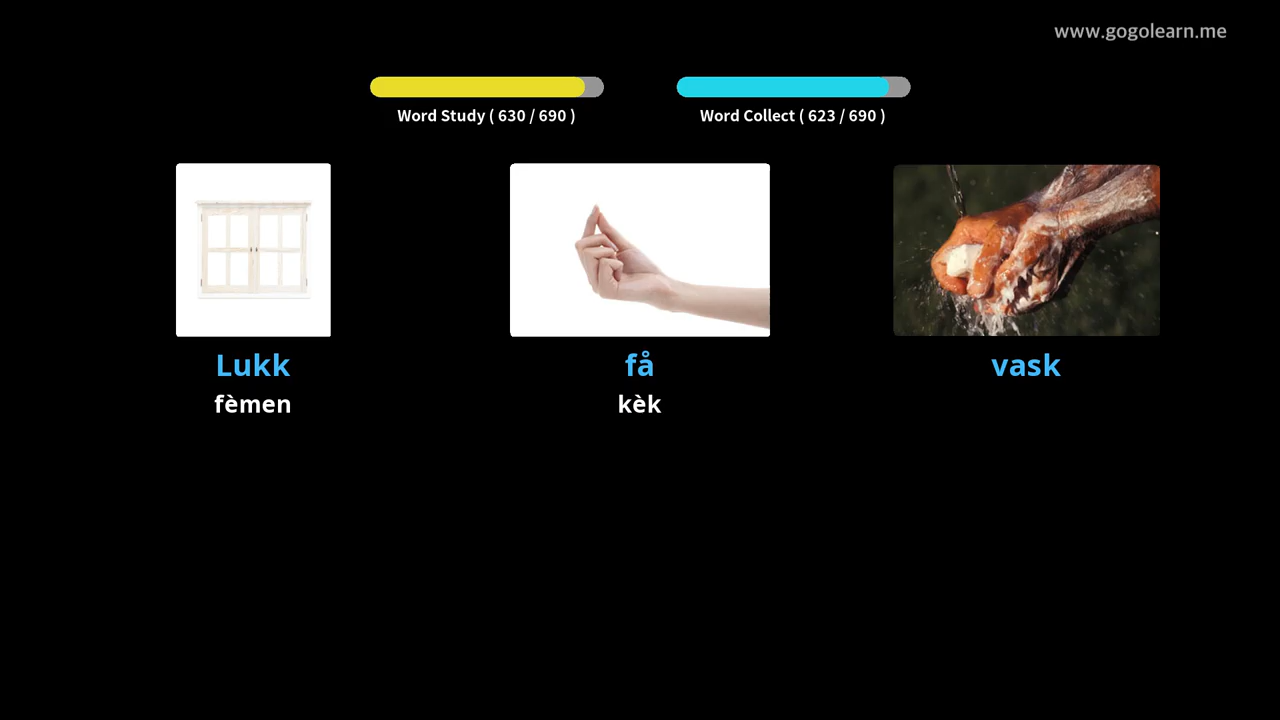 www.gogolearn.me
Word Study ( 630 / 690 )
Word Collect ( 623 / 690 )
Lukk
få
vask
fèmen
kèk